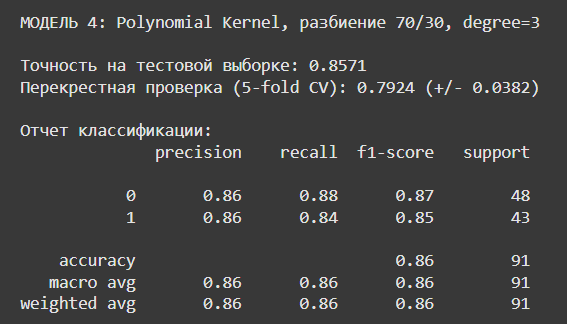 МОДЕЛЬ 4: Polynomial Kernel, разбиение 70/30, degree=3
Точность на тестовой выборке: 0.8571
Перекрестная проверка (5-fold CV): 0.7924 (+/- 0.0382)
Отчет классификации:
precision recall f1-score support
0 0.86 0.88 0.87 48
1 0.86 0.84 0.85 43
accuracy 0.86 91
macro avg 0.86 0.86 0.86 91
weighted avg 0.86 0.86 0.86 91